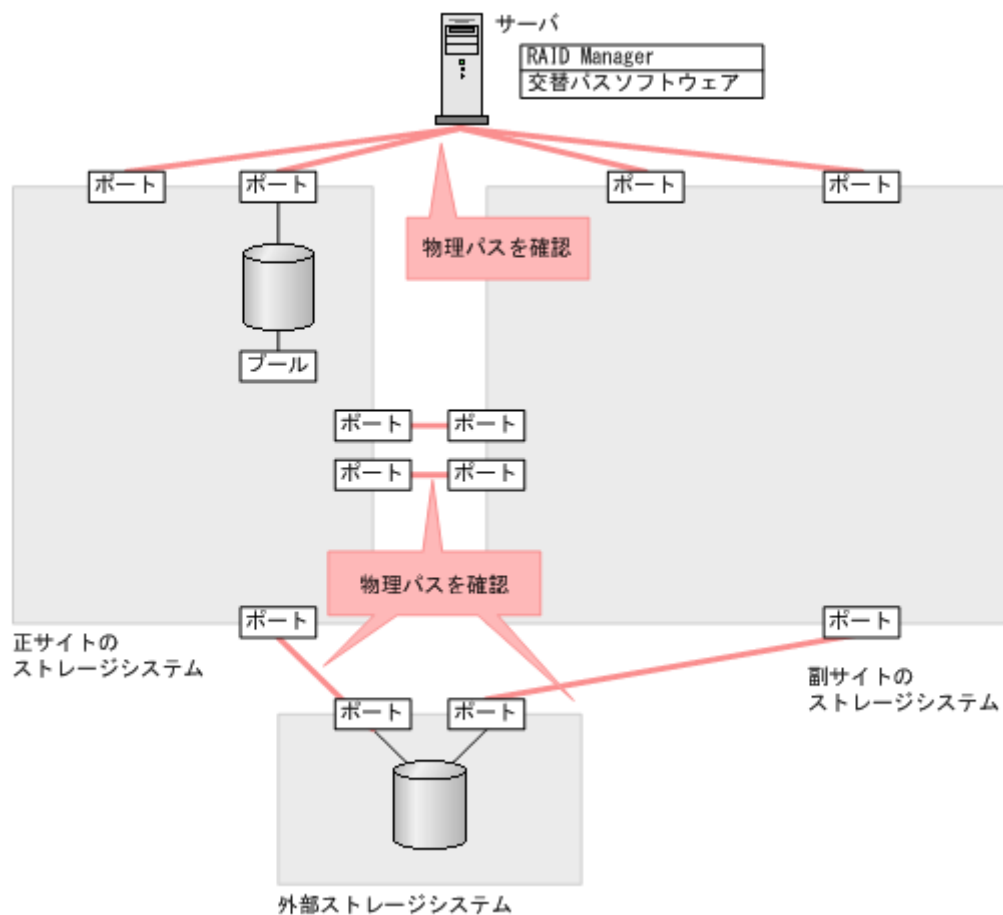 サーバ
RAID Manager
交替パスソフトウェア
ポート
ポート
ポート
ポート
物理パスを確認
プール
ポート
ポート
ポート
ポート
物理パスを確認
ポート
ポート
正サイトの
ストレージシステム
副サイトの
ストレージシステム
ポート
ポート
外部ストレージシステム